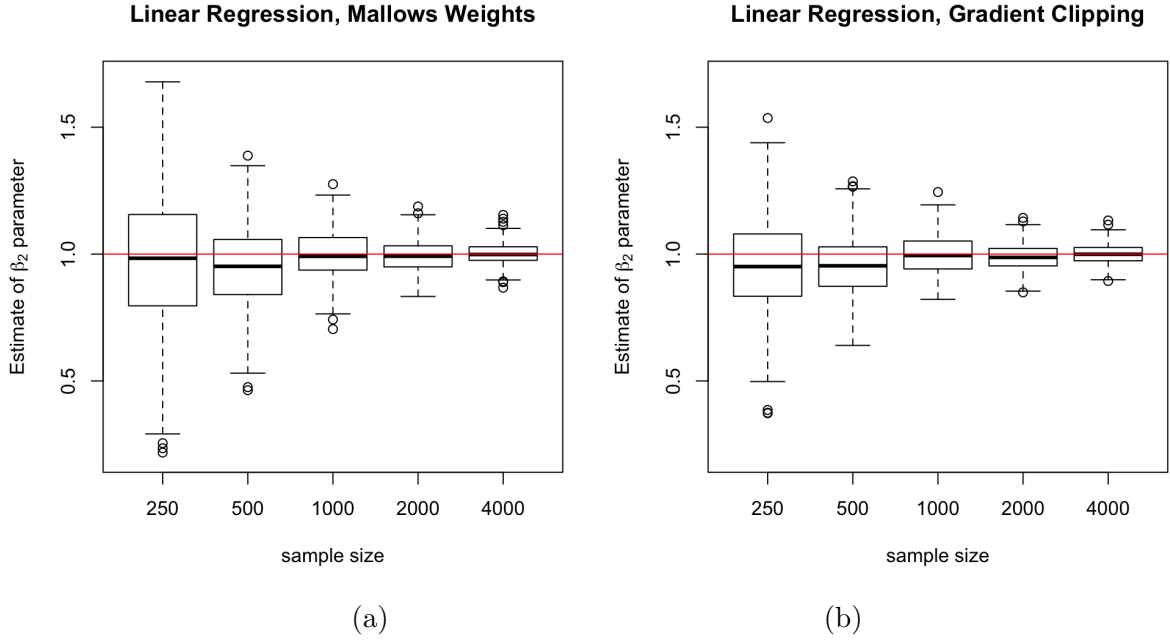 Linear Regression, Mallows Weights
Estimate of β₂ parameter
1.5
1.0
0.5
250 500 1000 2000 4000
sample size
(a)
Linear Regression, Gradient Clipping
Estimate of β₂ parameter
1.5
1.0
0.5
250 500 1000 2000 4000
sample size
(b)